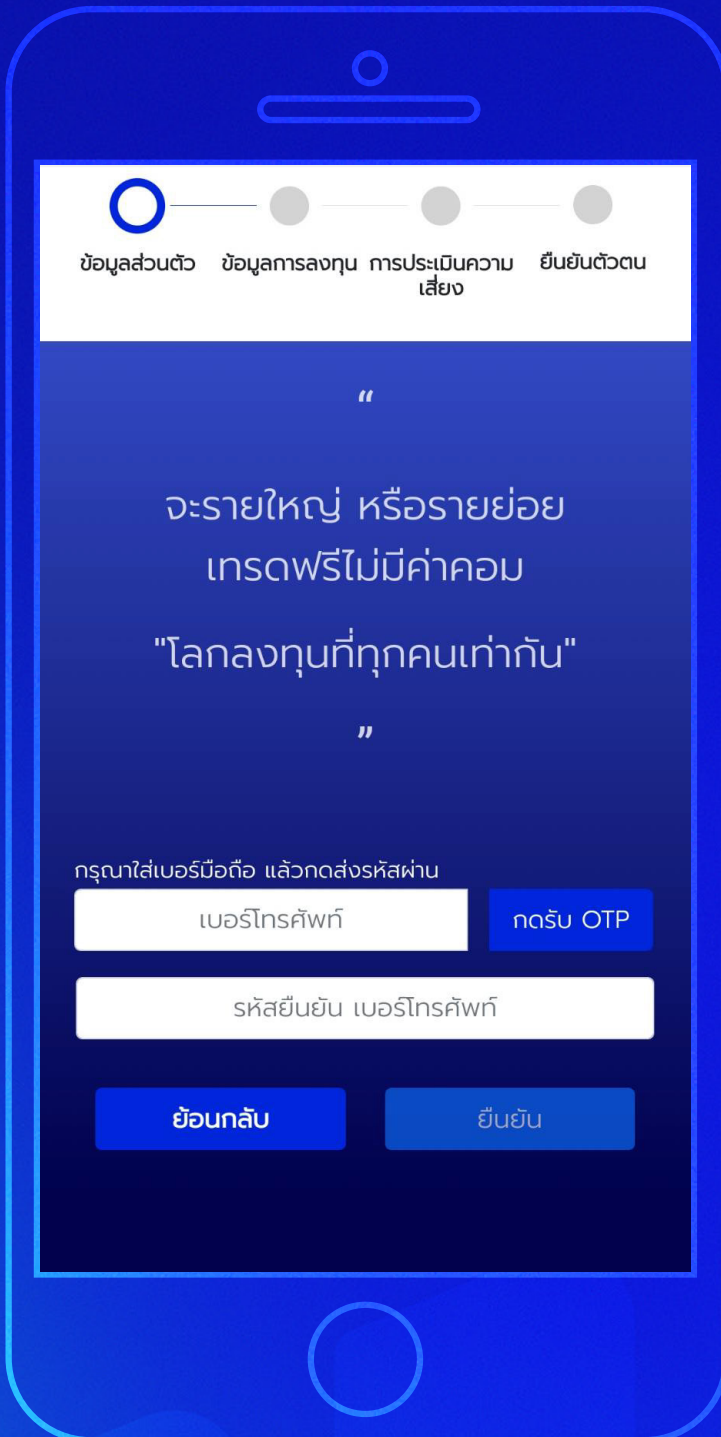 ข้อมูลส่วนตัว
ข้อมูลการลงทุน
การประเมินความ
เสี่ยง
ยืนยันตัวตน
“
จะรายใหญ่ หรือรายย่อย
เทรดฟรีไม่มีค่าคอม
"โลกลงทุนที่ทุกคนเท่ากัน"
”
กรุณาใส่เบอร์มือถือ แล้วกดส่งรหัสผ่าน
เบอร์โทรศัพท์
กดรับ OTP
รหัสยืนยัน เบอร์โทรศัพท์
ย้อนกลับ
ยืนยัน